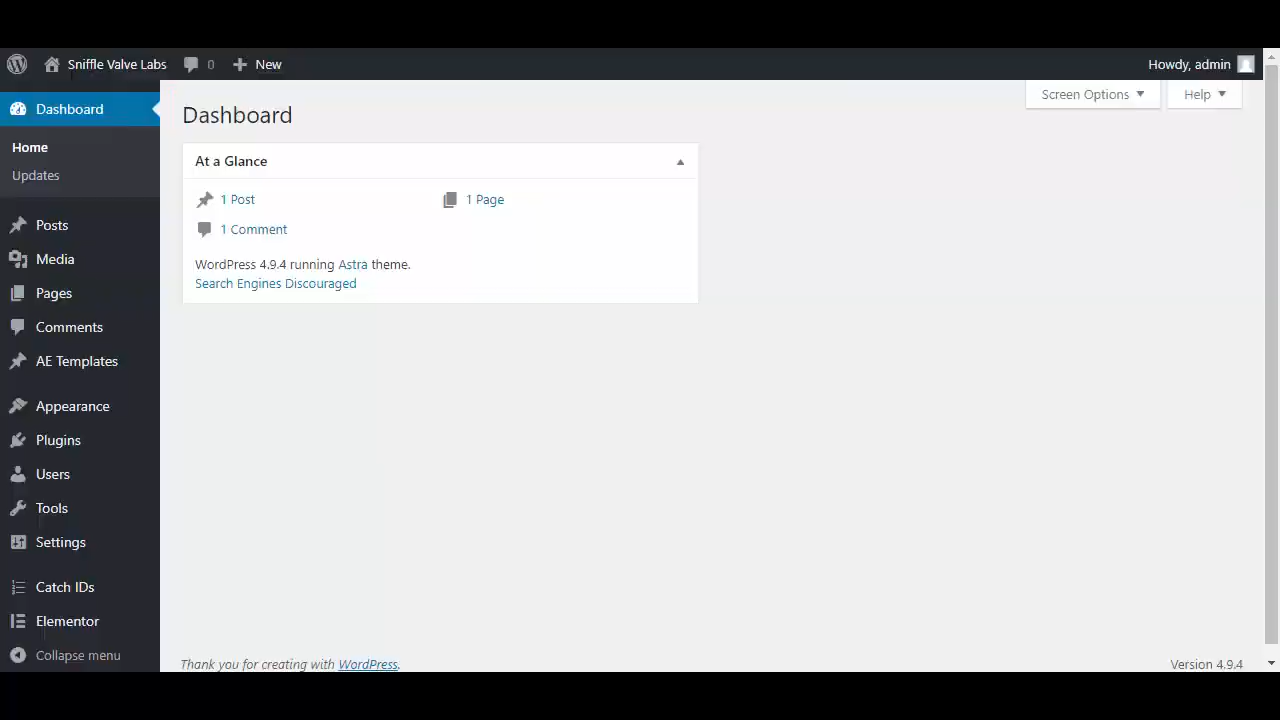 Sniffle Valve Labs 0 New Howdy, admin
Dashboard
Home
Updates
Posts
Media
Pages
Comments
AE Templates
Appearance
Plugins
Users
Tools
Settings
Catch IDs
Elementor
Collapse menu
Screen Options Help
Dashboard
At a Glance
1 Post 1 Page
1 Comment
WordPress 4.9.4 running Astra theme.
Search Engines Discouraged
Thank you for creating with WordPress. Version 4.9.4